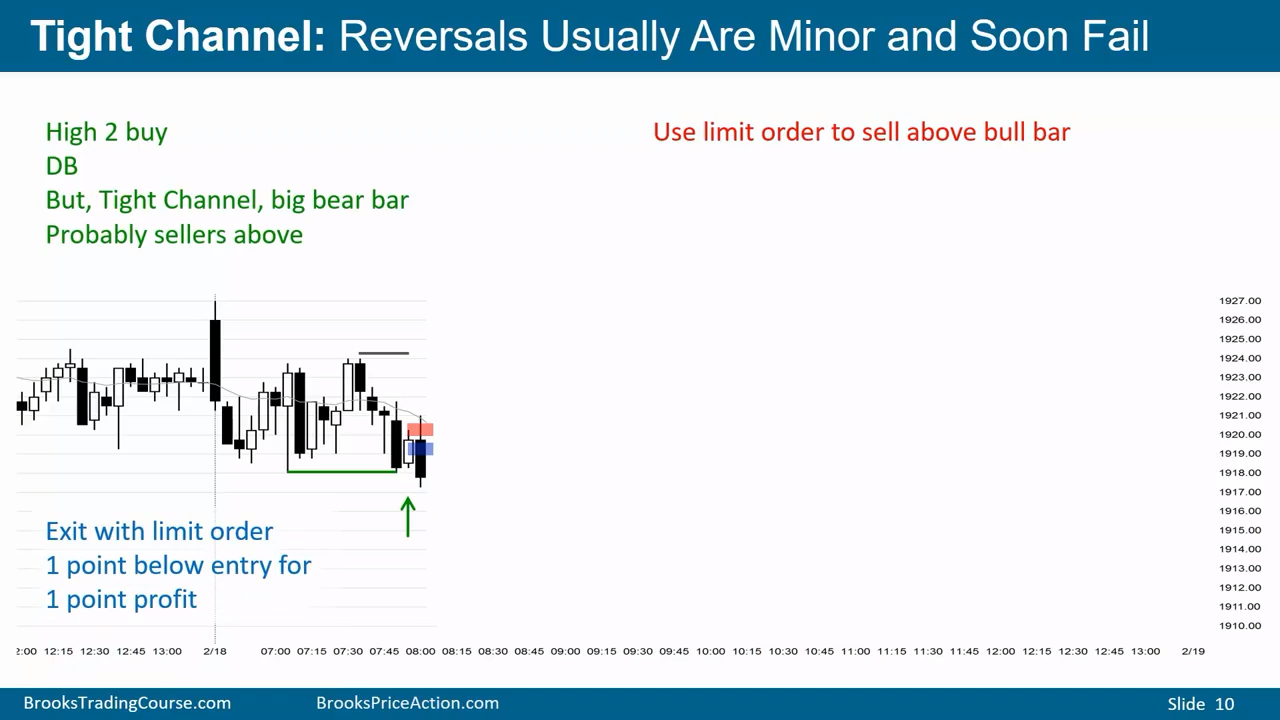 Tight Channel: Reversals Usually Are Minor and Soon Fail
High 2 buy
DB
But, Tight Channel, big bear bar
Probably sellers above
Use limit order to sell above bull bar
Exit with limit order
1 point below entry for
1 point profit
1927.00
1926.00
1925.00
1924.00
1923.00
1922.00
1921.00
1920.00
1919.00
1918.00
1917.00
1916.00
1915.00
1914.00
1913.00
1912.00
1911.00
1910.00
2:00 12:15 12:30 12:45 13:00 2/18 07:00 07:15 07:30 07:45 08:00 08:15 08:30 08:45 09:00 09:15 09:30 09:45 10:00 10:15 10:30 10:45 11:00 11:15 11:30 11:45 12:00 12:15 12:30 12:45 13:00 2/19
BrooksTradingCourse.com BrooksPriceAction.com Slide 10